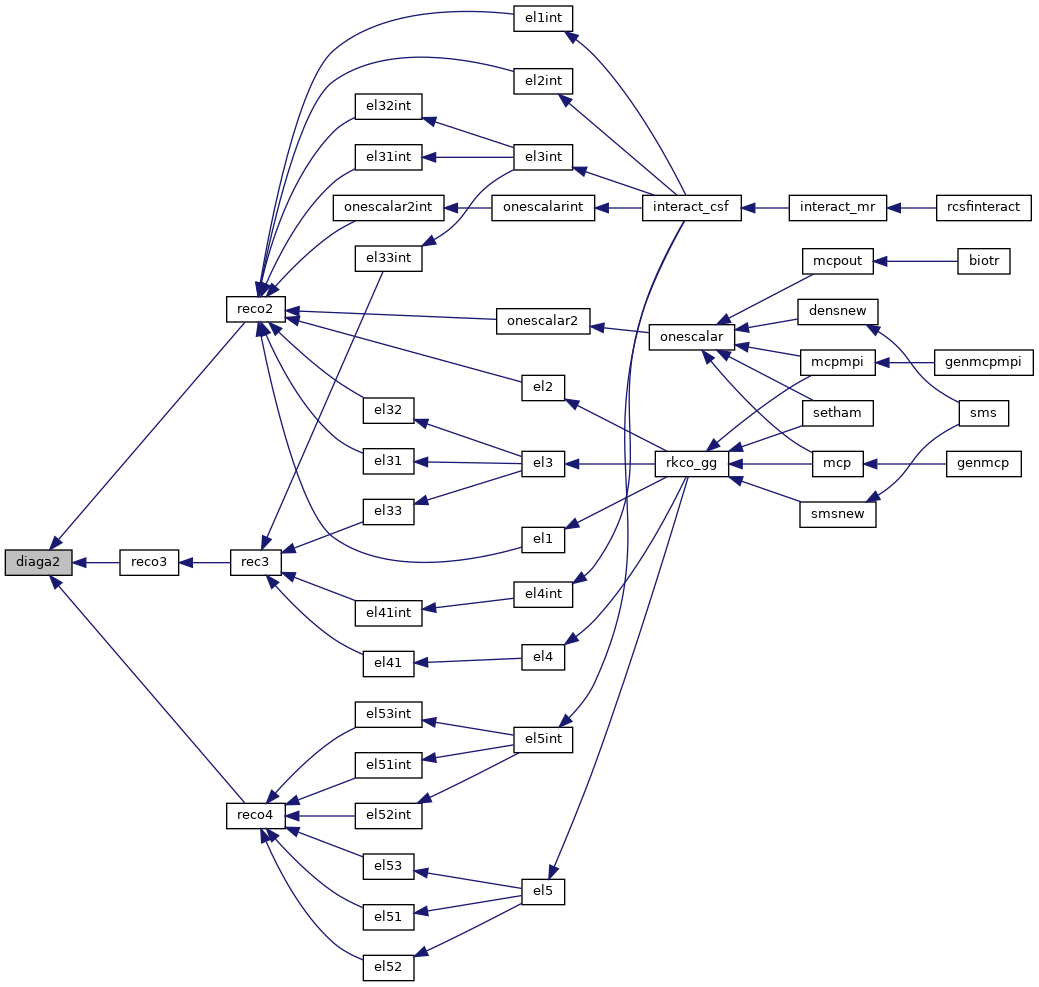 el1int
el2int
el32int
el31int
el3int
onescalar2int
onescalarint
interact_csf
interact_mr
rcsfinteract
el33int
mcpout
biotr
reco2
onescalar2
densnew
onescalar
mcpmpi
genmcpmpi
el2
el32
setham
sms
el31
el3
rkco_gg
mcp
genmcp
el33
smsnew
el1
diaga2
reco3
rec3
el4int
el41int
el41
el4
el53int
el5int
el51int
reco4
el52int
el53
el5
el51
el52